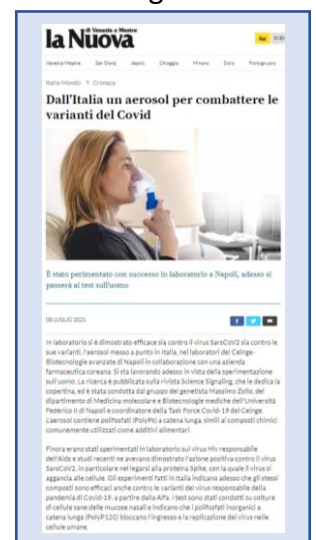 la Nuova
di Venezia e Mestre
Venezia-Mestre San Donà Jesolo Chioggia Mirano Dolo Portogruaro
Italia-Mondo Cronaca
Dall'Italia un aerosol per combattere le
varianti del Covid
È stato perimentato con successo in laboratorio a Napoli, adesso si
passerà al test sull'uomo
08 LUGLIO 2021
In laboratorio si è dimostrato efficace sia contro il virus SarsCoV2 sia contro le
sue varianti, l'aerosol messo a punto in Italia, nei laboratori del Ceinge-
Biotecnologie avanzate di Napoli in collaborazione con una azienda
farmaceutica coreana. Si sta lavorando adesso in vista della sperimentazione
sull'uomo. La ricerca è pubblicata sulla rivista Science Signaling, che le dedica la
copertina, ed è stata condotta dal gruppo del genetista Massimo Zollo, del
dipartimento di Medicina molecolare e Biotecnologie mediche dell'Università
Federico II di Napoli e coordinatore della Task Force Covid-19 del Ceinge.
L'aerosol contiene polifosfati (PolyPs) a catena lunga, simili ai composti chimici
comunemente utilizzati come additivi alimentari.
Finora erano stati sperimentati in laboratorio sul virus Hiv responsabile
dell'Aids e studi recenti ne avevano dimostrato l'azione positiva contro il virus
SarsCoV2, in particolare nel legarsi alla proteina Spike, con la quale il virus si
aggancia alle cellule. Gli esperimenti fatti in Italia indicano adesso che gli stessi
composti sono efficaci anche contro le varianti del virus responsabile della
pandemia di Covid-19, a partire dalla Alfa. I test sono stati condotti su colture
di cellule sane delle mucose nasali e indicano che i polifosfati inorganici a
catena lunga (PolyP120) bloccano l'ingresso e la replicazione del virus nelle
cellule umane.